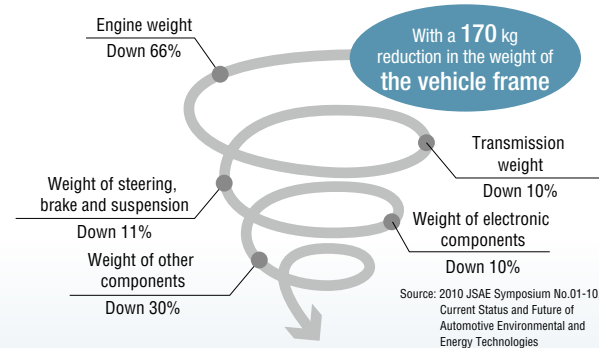 With a 170 kg
reduction in the weight of
the vehicle frame
Engine weight
Down 66%
Transmission
weight
Down 10%
Weight of steering,
brake and suspension
Down 11%
Weight of electronic
components
Down 10%
Weight of other
components
Down 30%
Source: 2010 JSAE Symposium No.01-10,
Current Status and Future of
Automotive Environmental and
Energy Technologies